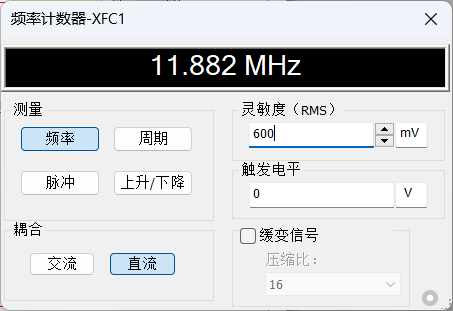 频率计数器-XFC1
11.882 MHz
测量
频率
周期
脉冲
上升/下降
耦合
交流
直流
灵敏度（RMS）
600
mV
触发电平
0
V
缓变信号
压缩比：
16